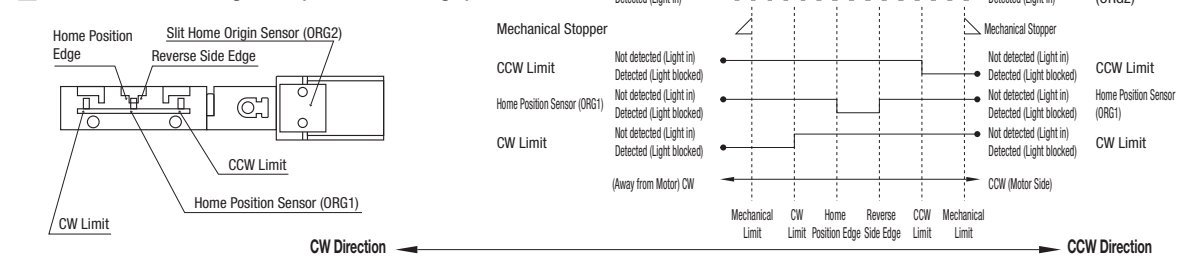 Detected (Light in)
Detected (Light in)
(ORG2)
Home Position
Edge
Slit Home Origin Sensor (ORG2)
Reverse Side Edge
CCW Limit
Home Position Sensor (ORG1)
CW Limit
Mechanical Stopper
Mechanical Stopper
CCW Limit
Not detected (Light in)
Detected (Light blocked)
Not detected (Light in)
Detected (Light blocked)
CCW Limit
Home Position Sensor (ORG1)
Not detected (Light in)
Detected (Light blocked)
Not detected (Light in)
Detected (Light blocked)
Home Position Sensor
(ORG1)
CW Limit
Not detected (Light in)
Detected (Light blocked)
Not detected (Light in)
Detected (Light blocked)
CW Limit
(Away from Motor) CW
CCW (Motor Side)
Mechanical
Limit
CW
Limit
Home
Position Edge
Reverse
Side Edge
CCW
Limit
Mechanical
Limit
CW Direction
CCW Direction